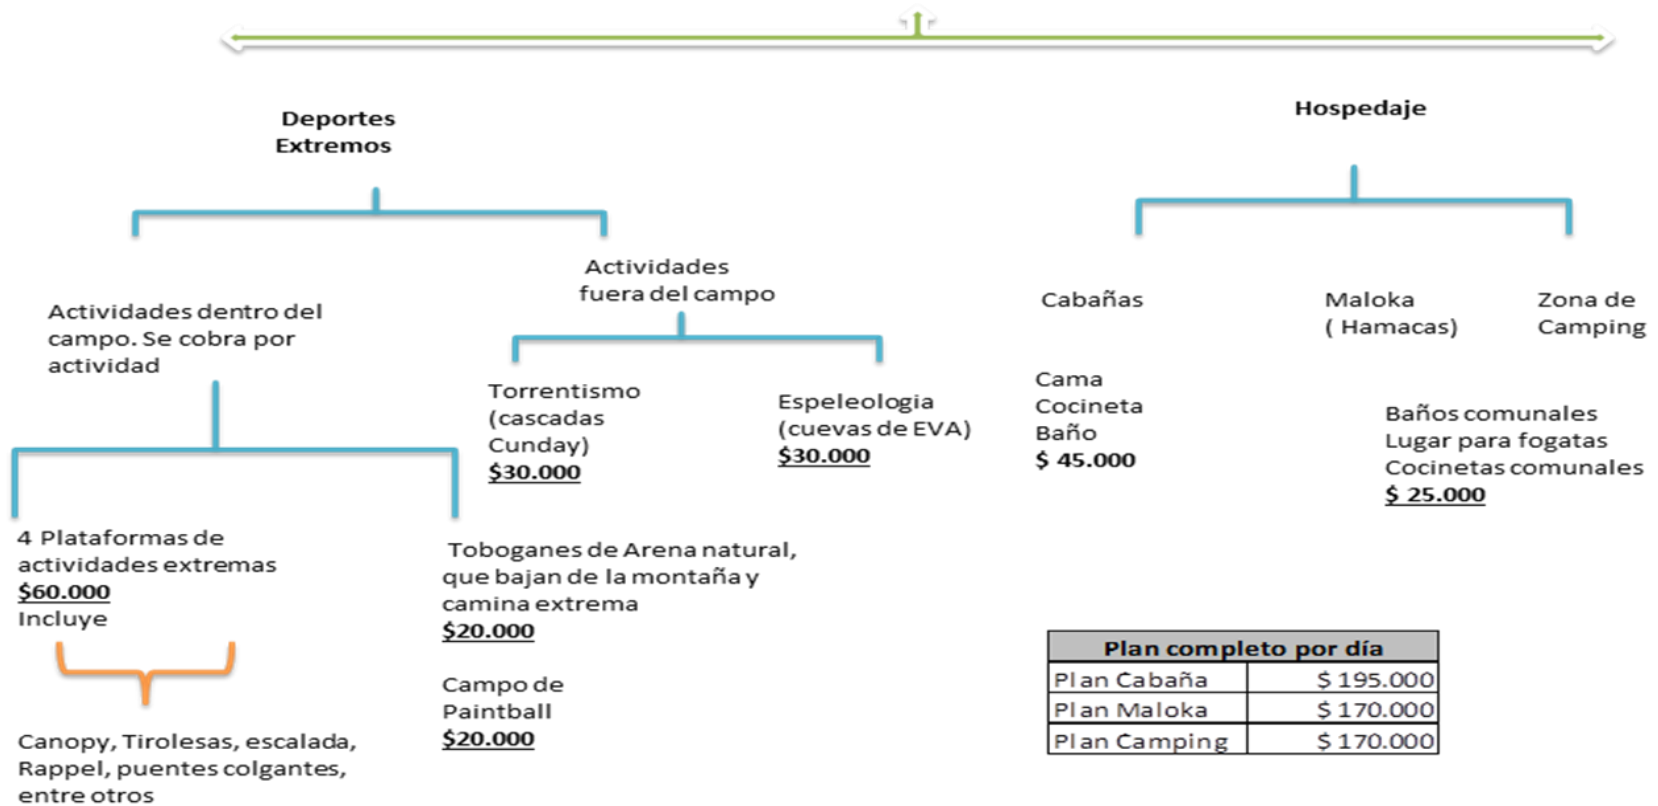 Deportes
Extremos
Hospedaje
Actividades dentro del
campo. Se cobra por
actividad
Actividades
fuera del campo
Torrentismo
(cascadas
Cunday)
$30.000
Espeleologia
(cuevas de EVA)
$30.000
4 Plataformas de
actividades extremas
$60.000
Incluye
Canopy, Tirolesas, escalada,
Rappel, puentes colgantes,
entre otros
Toboganes de Arena natural,
que bajan de la montaña y
camina extrema
$20.000
Campo de
Paintball
$20.000
Cabañas
Cama
Cocineta
Baño
$ 45.000
Maloka
( Hamacas)
Zona de
Camping
Baños comunales
Lugar para fogatas
Cocinetas comunales
$ 25.000
Plan completo por día
Plan Cabaña $ 195.000
Plan Maloka $ 170.000
Plan Camping $ 170.000